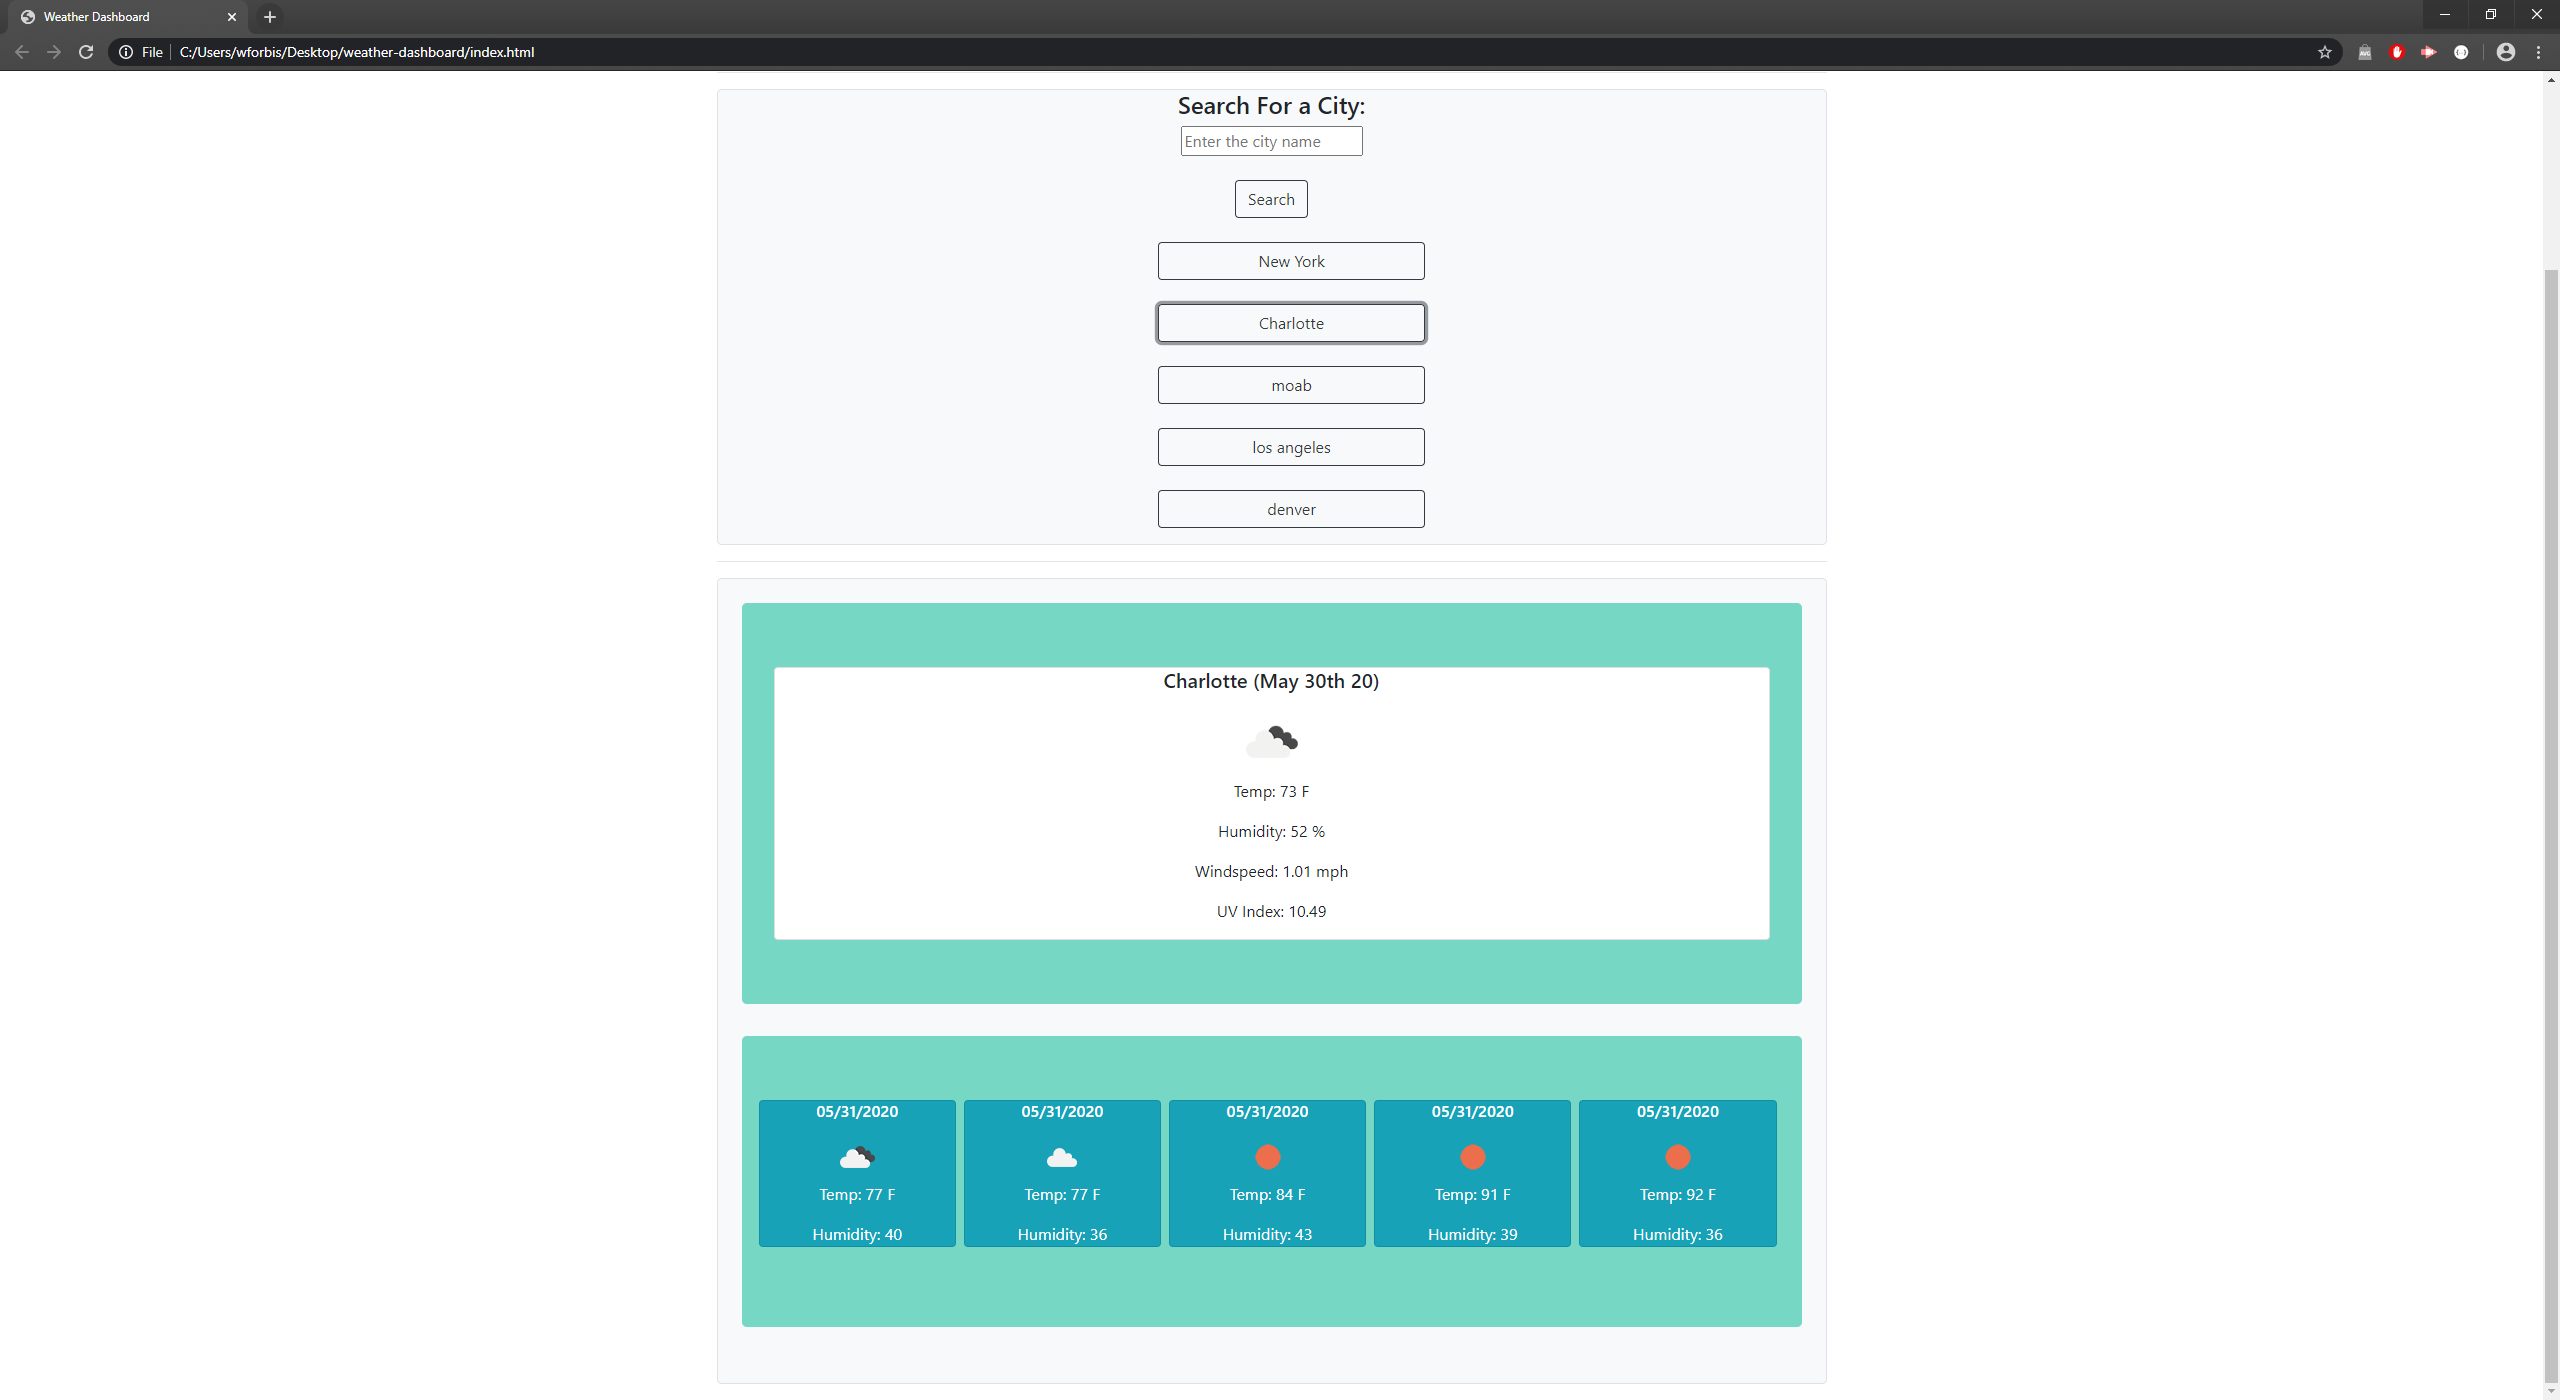 Weather Dashboard
File C:/Users/wforbis/Desktop/weather-dashboard/index.html
Search For a City:
Enter the city name
Search
New York
Charlotte
moab
los angeles
denver
Charlotte (May 30th 20)
Temp: 73 F
Humidity: 52 %
Windspeed: 1.01 mph
UV Index: 10.49
05/31/2020 05/31/2020 05/31/2020 05/31/2020 05/31/2020
Temp: 77 F Temp: 77 F Temp: 84 F Temp: 91 F Temp: 92 F
Humidity: 40 Humidity: 36 Humidity: 43 Humidity: 39 Humidity: 36